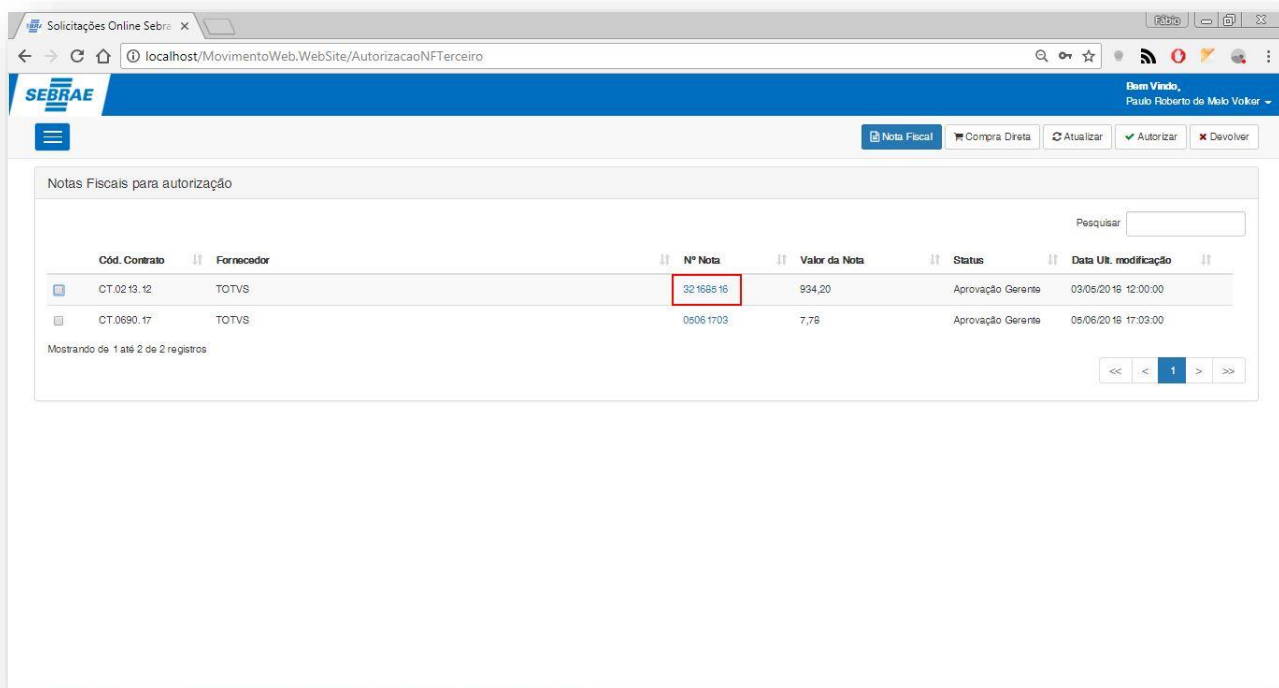 Solicitações Online Sebra
Fábio
localhost/MovimentoWeb.WebSite/AutorizacaoNFTerceiro
SEBRAE
Bem Vindo,
Paulo Roberto de Melo Volker
Nota Fiscal Compra Direta Atualizar Autorizar Devolver
Notas Fiscais para autorização
Pesquisar
Cód. Contrato Fornecedor Nº Nota Valor da Nota Status Data Ult. modificação
CT.0213.12 TOTVS 32168516 934,20 Aprovação Gerente 03/05/2016 12:00:00
CT.0690.17 TOTVS 05061703 7,78 Aprovação Gerente 05/06/2016 17:03:00
Mostrando de 1 até 2 de 2 registros
<< < 1 > >>